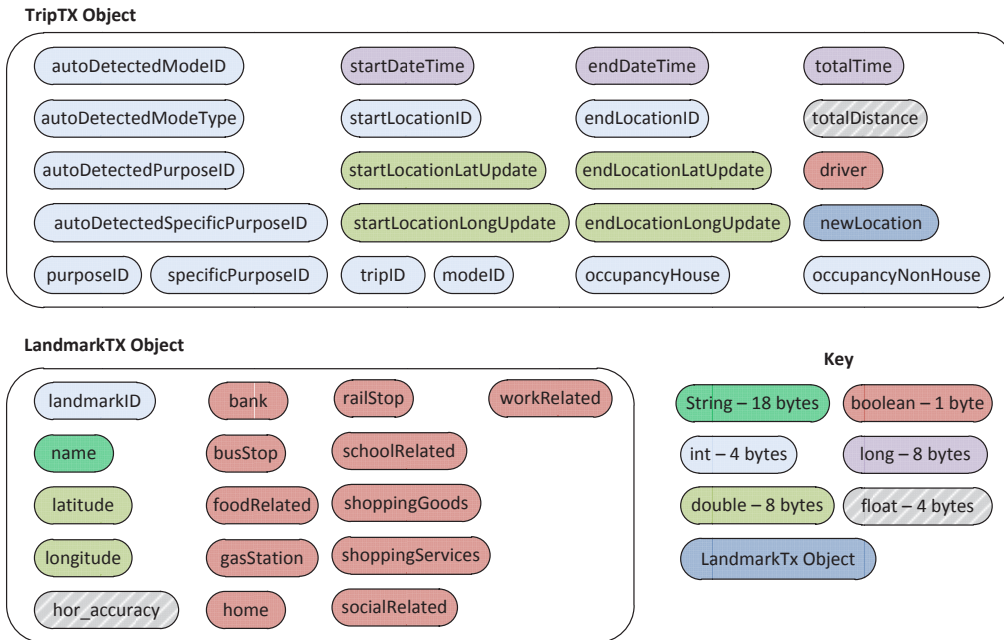 TripTX Object
autoDetectedModeID startDateTime endDateTime totalTime
autoDetectedModeType startLocationID endLocationID totalDistance
autoDetectedPurposeID startLocationLatUpdate endLocationLatUpdate driver
autoDetectedSpecificPurposeID startLocationLongUpdate endLocationLongUpdate newLocation
purposeID specificPurposeID tripID modeID occupancyHouse occupancyNonHouse
LandmarkTX Object
landmarkID bank railStop workRelated
name busStop schoolRelated
latitude foodRelated shoppingGoods
longitude gasStation shoppingServices
hor_accuracy home socialRelated
Key
String – 18 bytes boolean – 1 byte
int – 4 bytes long – 8 bytes
double – 8 bytes float – 4 bytes
LandmarkTx Object